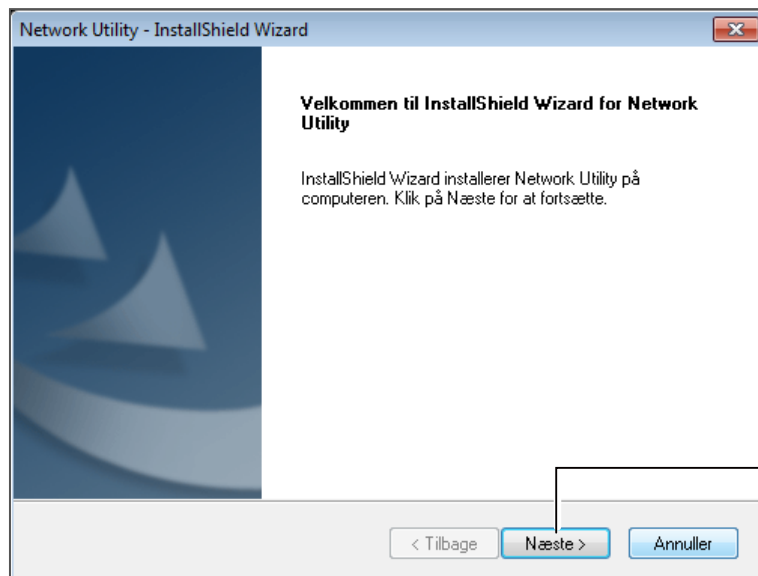 Network Utility - InstallShield Wizard
Velkommen til InstallShield Wizard for Network
Utility
InstallShield Wizard installerer Network Utility på
computeren. Klik på Næste for at fortsætte.
< Tilbage
Næste >
Annuller